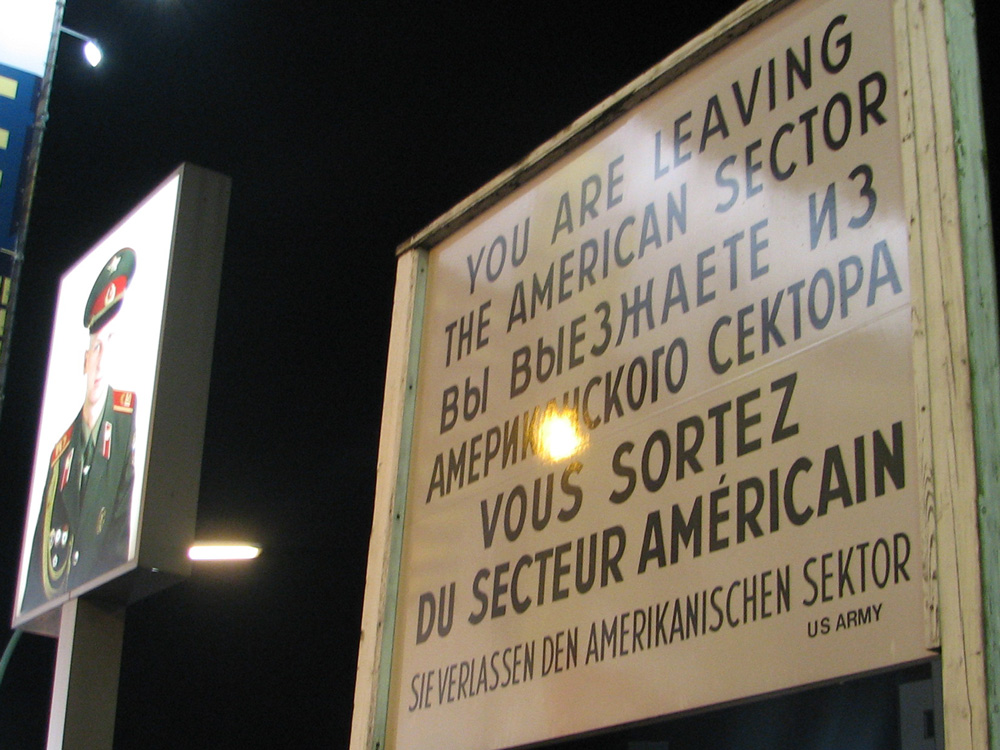 YOU ARE LEAVING
THE AMERICAN SECTOR
ВЫ ВЫЕЗЖАЕТЕ ИЗ
АМЕРИКАНСКОГО СЕКТОРА
VOUS SORTEZ
DU SECTEUR AMÉRICAIN
SIE VERLASSEN DEN AMERIKANISCHEN SEKTOR
US ARMY